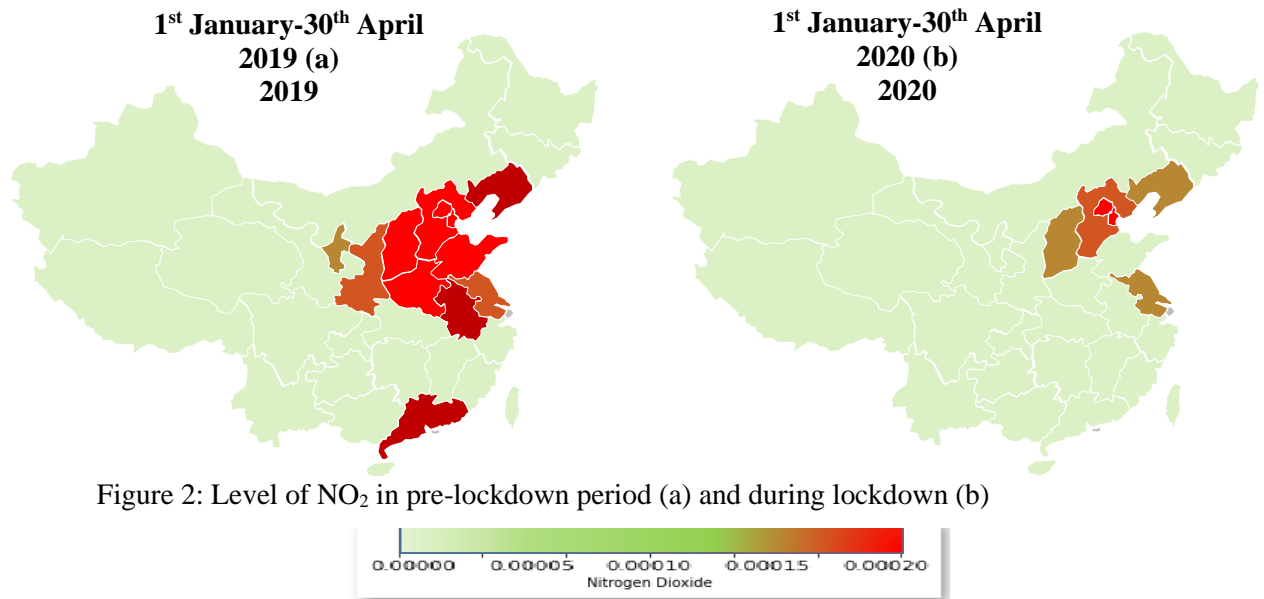 1st January-30th April
2019 (a)
2019
1st January-30th April
2020 (b)
2020
Figure 2: Level of NO₂ in pre-lockdown period (a) and during lockdown (b)
0.00000 0.00005 0.00010 0.00015 0.00020
Nitrogen Dioxide